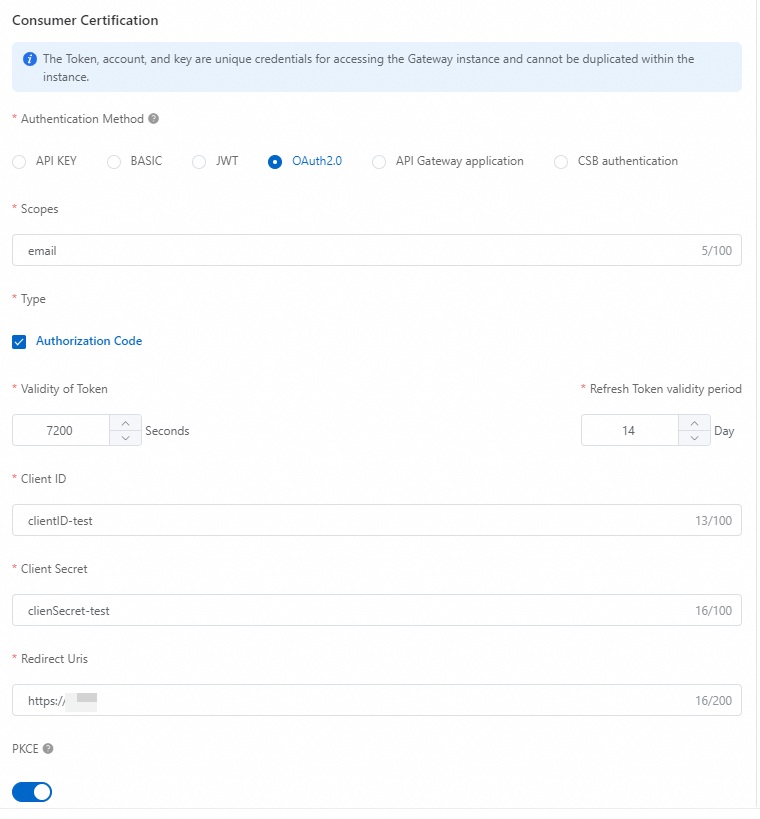 Consumer Certification
The Token, account, and key are unique credentials for accessing the Gateway instance and cannot be duplicated within the
instance.
* Authentication Method
API KEY BASIC JWT OAuth2.0 API Gateway application CSB authentication
* Scopes
email 5/100
* Type
Authorization Code
* Validity of Token * Refresh Token validity period
7200 Seconds 14 Day
* Client ID
clientID-test 13/100
* Client Secret
clienSecret-test 16/100
* Redirect Uris
https:// 16/200
PKCE